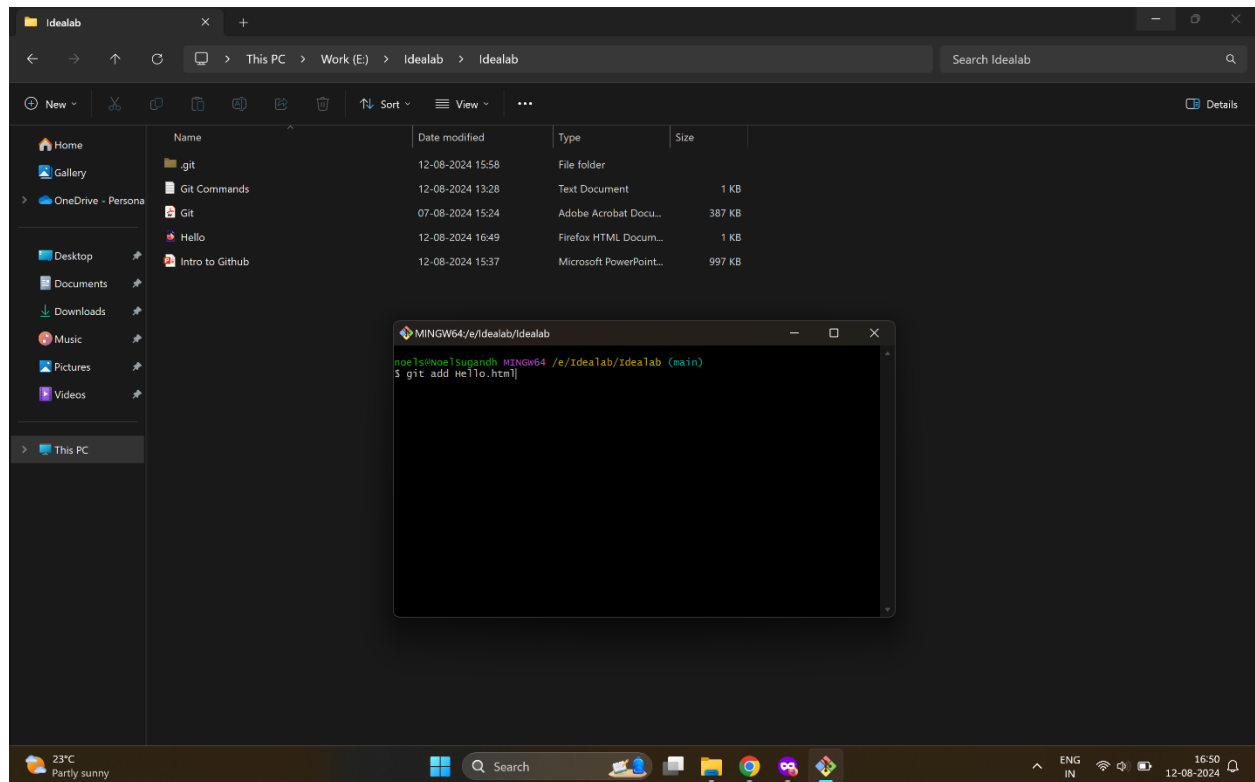 Idealab
This PC > Work (E:) > Idealab > Idealab
Search Idealab
New
Sort
View
Details
Home
Gallery
OneDrive - Persona
Desktop
Documents
Downloads
Music
Pictures
Videos
This PC
Name Date modified Type Size
.git 12-08-2024 15:58 File folder
Git Commands 12-08-2024 13:28 Text Document 1 KB
Git 07-08-2024 15:24 Adobe Acrobat Docu... 387 KB
Hello 12-08-2024 16:49 Firefox HTML Docum... 1 KB
Intro to Github 12-08-2024 15:37 Microsoft PowerPoint... 997 KB
MINGW64:/e/Idealab/Idealab
noels@NoelSugandh MINGW64 /e/Idealab/Idealab (main)
$ git add Hello.html
23°C
Partly sunny
Search
ENG
IN
16:50
12-08-2024